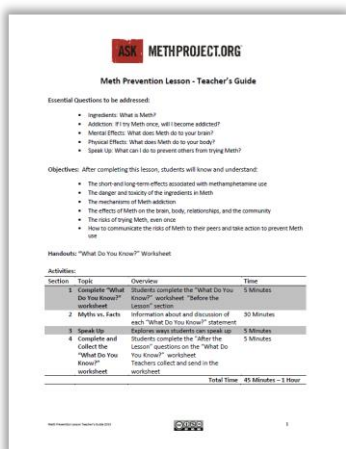 ASK METHPROJECT.ORG
Meth Prevention Lesson - Teacher's Guide
Essential Questions to be addressed:
• Ingredients: What is Meth?
• Addiction: If I try Meth once, will I become addicted?
• Mental Effects: What does Meth do to your brain?
• Physical Effects: What does Meth do to your body?
• Speak Up: What can I do to prevent others from trying Meth?
Objectives: After completing this lesson, students will know and understand:
• The short-and long-term effects associated with methamphetamine use
• The danger and toxicity of the ingredients in Meth
• The mechanisms of Meth addiction
• The effects of Meth on the brain, body, relationships, and the community
• The risks of trying Meth, even once
• How to communicate the risks of Meth to their peers and take action to prevent Meth
use
Handouts: "What Do You Know?" Worksheet
Activities:
Section Topic Overview Time
1 Complete "What Students complete the "What Do You 5 Minutes
Do You Know?" Know?" worksheet "Before the
worksheet Lesson" section
2 Myths vs. Facts Information about and discussion of 30 Minutes
each "What Do You Know?" statement
3 Speak Up Explores ways students can speak up 5 Minutes
4 Complete and Students complete the "After the 5 Minutes
Collect the Lesson" questions on the "What Do
"What Do You You Know?" worksheet
Know?" Teachers collect and send in the
worksheet worksheet
Total Time 45 Minutes – 1 Hour